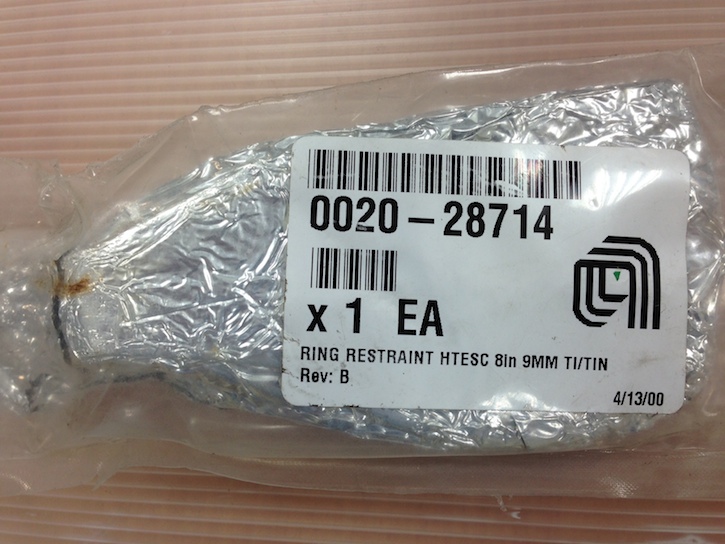 0020-28714
x 1 EA
RING RESTRAINT HTESC 8in 9MM TI/TIN
Rev: B
4/13/00